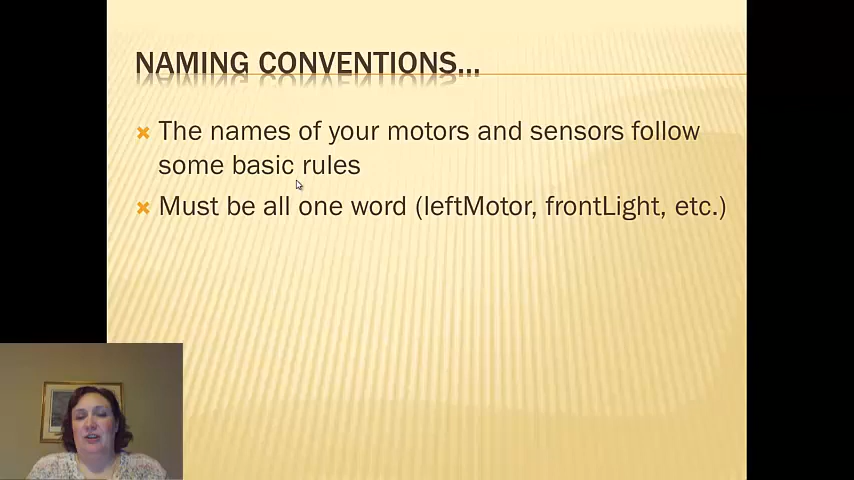 NAMING CONVENTIONS...
The names of your motors and sensors follow
some basic rules
Must be all one word (leftMotor, frontLight, etc.)